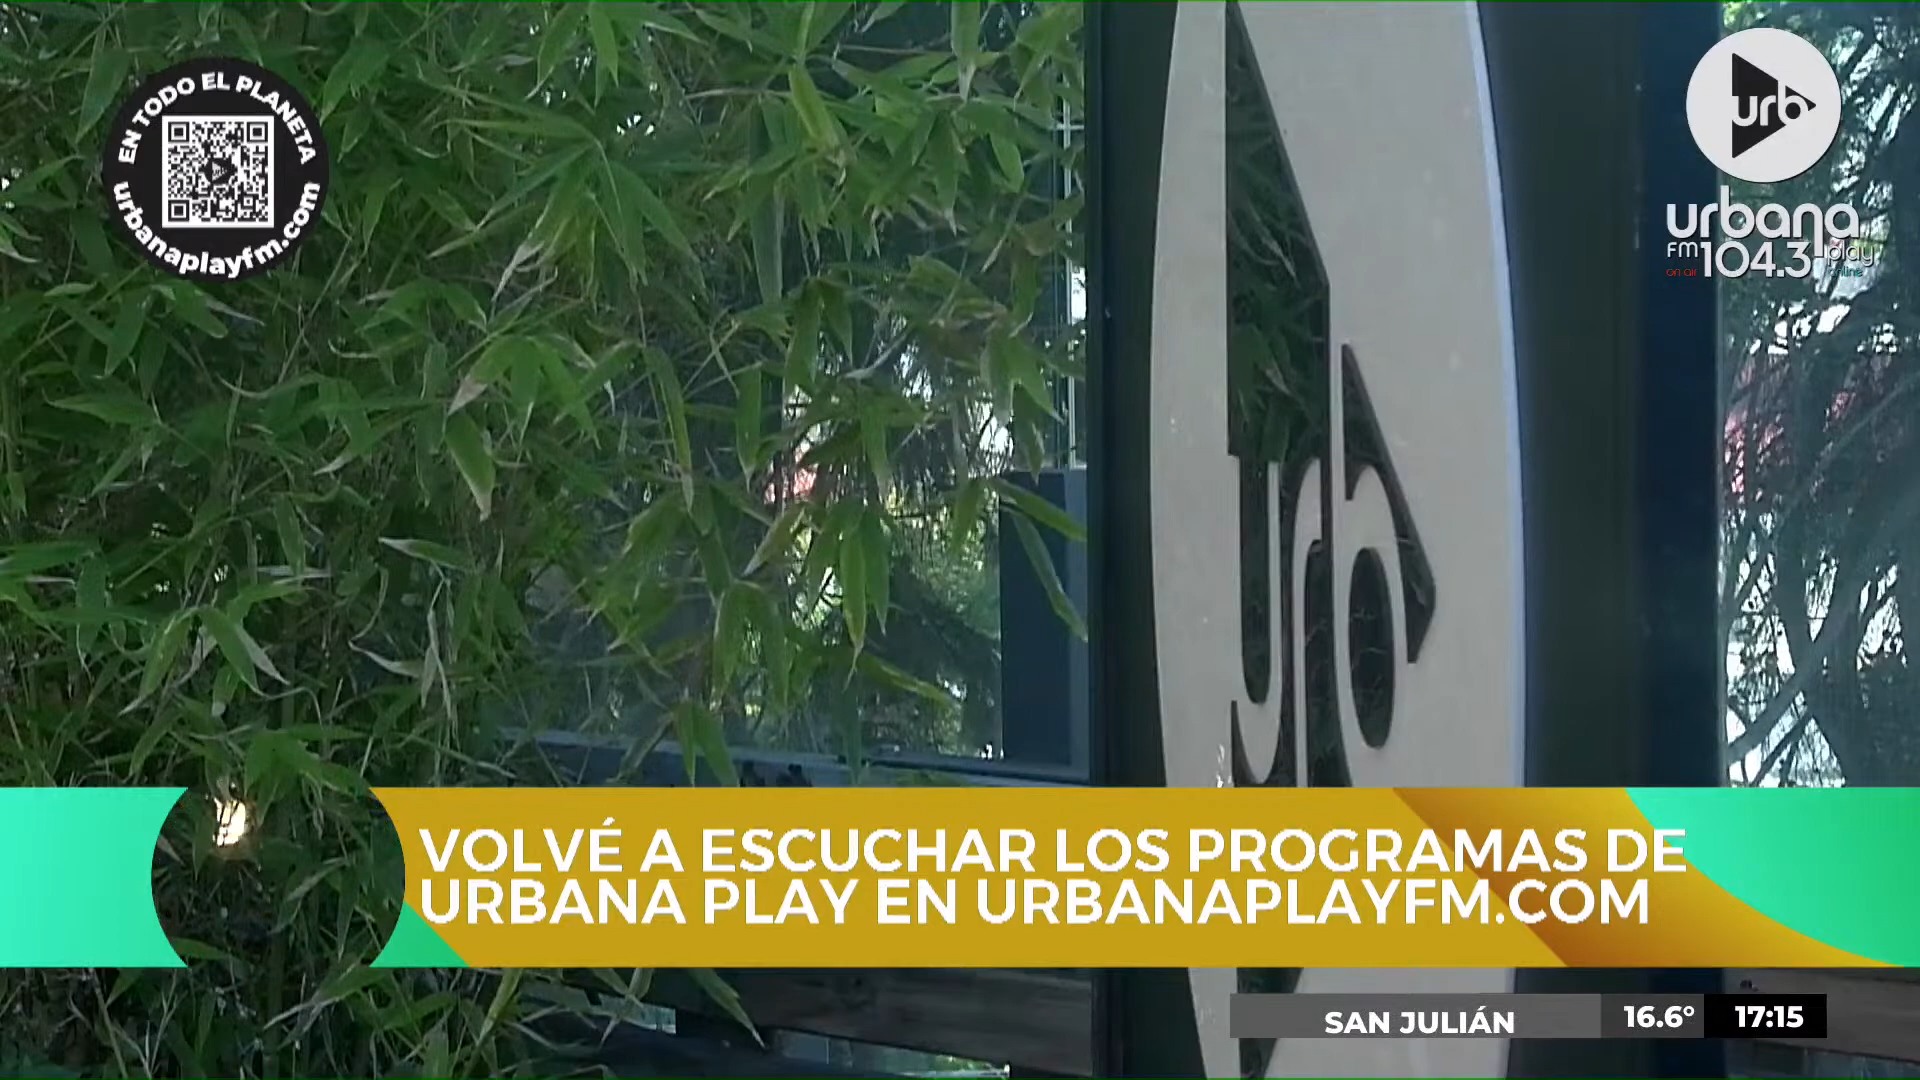 EN TODO EL PLANETA
urbanaplayfm.com
urb
urbana
FM 104.3 play
on air online
urb
VOLVÉ A ESCUCHAR LOS PROGRAMAS DE
URBANA PLAY EN URBANAPLAYFM.COM
SAN JULIÁN 16.6° 17:15